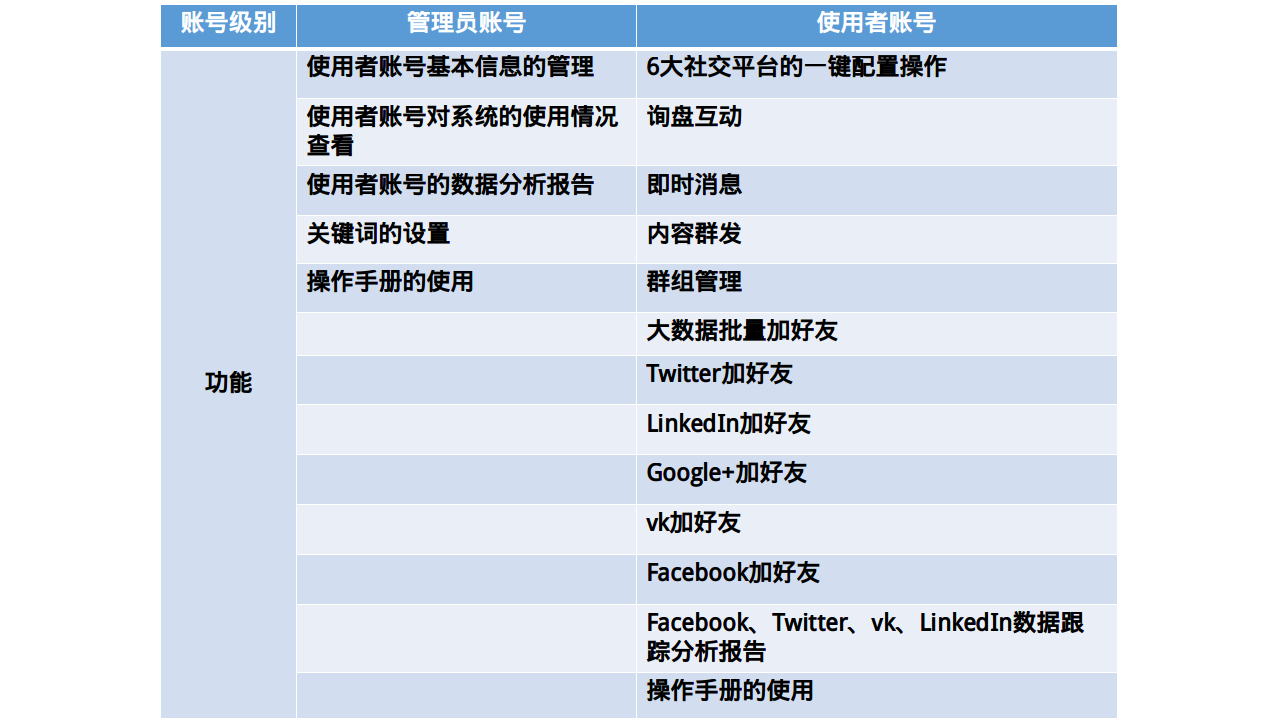 账号级别 管理员账号 使用者账号
使用者账号基本信息的管理 6大社交平台的一键配置操作
使用者账号对系统的使用情况 询盘互动
查看
使用者账号的数据分析报告 即时消息
关键词的设置 内容群发
操作手册的使用 群组管理
大数据批量加好友
功能 Twitter加好友
LinkedIn加好友
Google+加好友
vk加好友
Facebook加好友
Facebook、Twitter、vk、LinkedIn数据跟
踪分析报告
操作手册的使用